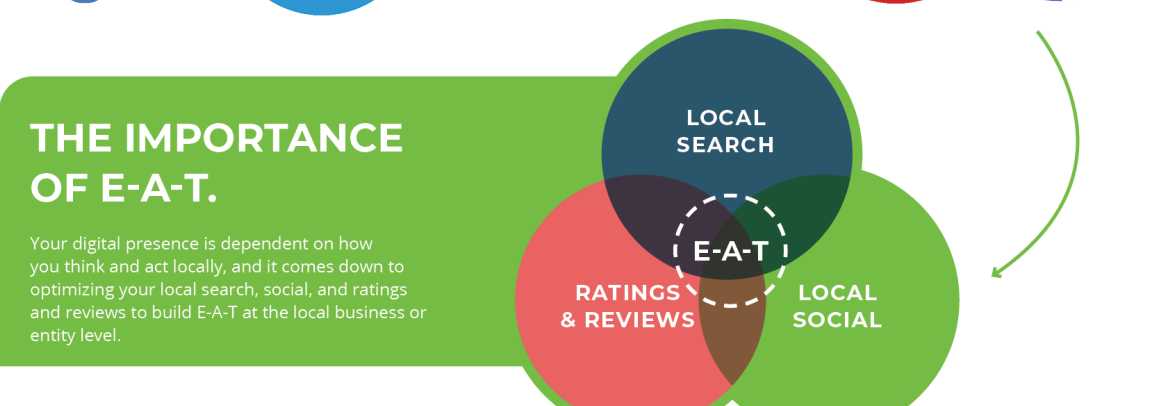 THE IMPORTANCE
OF E-A-T.
Your digital presence is dependent on how
you think and act locally, and it comes down to
optimizing your local search, social, and ratings
and reviews to build E-A-T at the local business or
entity level.
LOCAL
SEARCH
E-A-T
RATINGS
& REVIEWS
LOCAL
SOCIAL